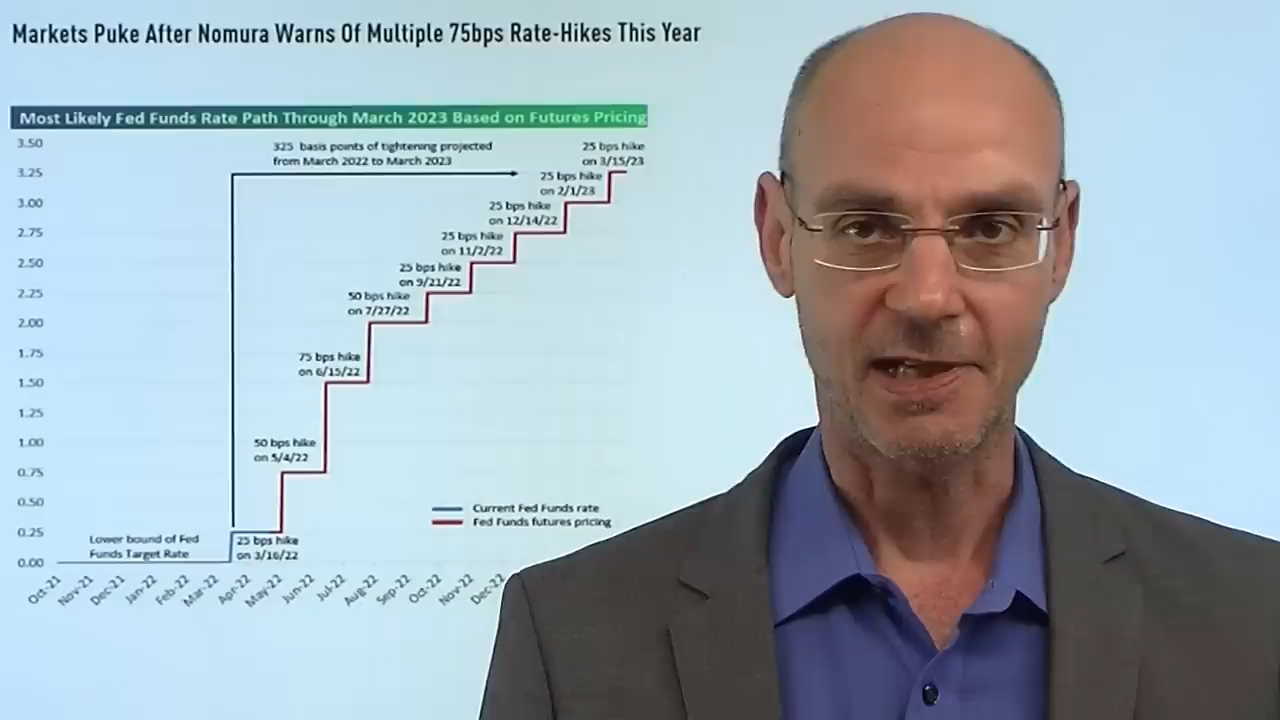 Markets Puke After Nomura Warns Of Multiple 75bps Rate-Hikes This Year
Most Likely Fed Funds Rate Path Through March 2023 Based on Futures Pricing
3.50
3.25
3.00
2.75
2.50
2.25
2.00
1.75
1.50
1.25
1.00
0.75
0.50
0.25
0.00
325 basis points of tightening projected
from March 2022 to March 2023
25 bps hike
on 3/15/23
25 bps hike
on 2/1/23
25 bps hike
on 12/14/22
25 bps hike
on 11/2/22
25 bps hike
on 9/21/22
50 bps hike
on 7/27/22
75 bps hike
on 6/15/22
50 bps hike
on 5/4/22
Current Fed Funds rate
Fed Funds futures pricing
Lower bound of Fed
Funds Target Rate
25 bps hike
on 3/16/22
Oct-21
Nov-21
Dec-21
Jan-22
Feb-22
Mar-22
Apr-22
May-22
Jun-22
Jul-22
Aug-22
Sep-22
Oct-22
Nov-22
Dec-22